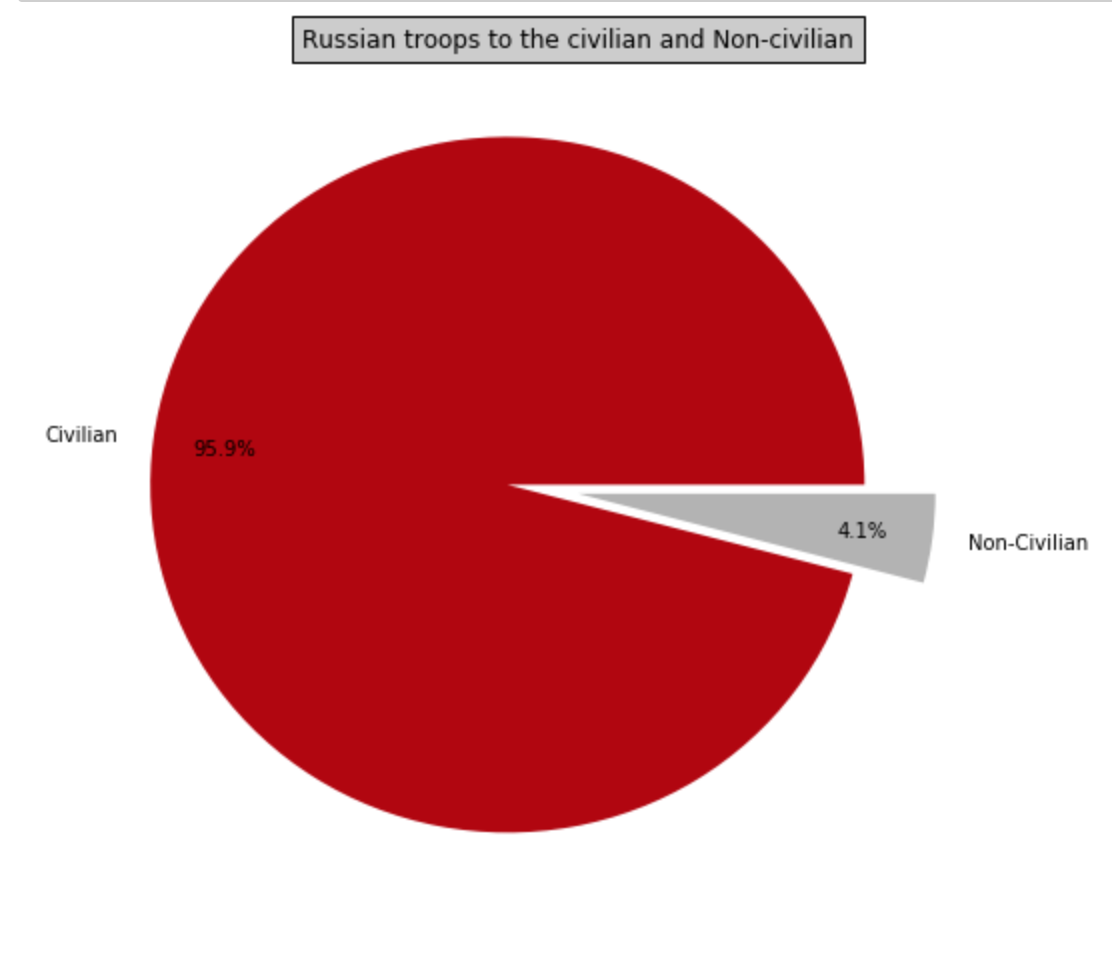 Russian troops to the civilian and Non-civilian
Civilian
95.9%
4.1%
Non-Civilian